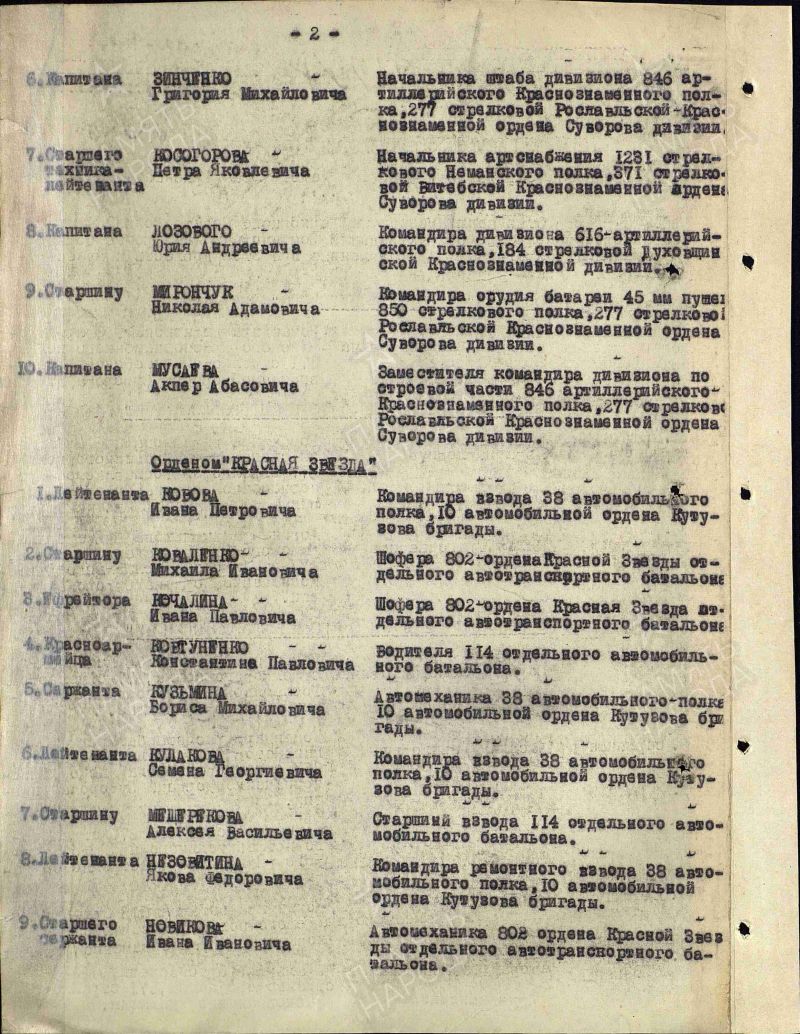 - 2 -
6.Капитана ЗИНЧЕНКО - Начальника штаба дивизиона 846 ар-
Григория Михайловича тиллерийского Краснознаменного пол-
ка,277 стрелковой Рославльской-Крас-
нознаменной ордена Суворова дивизии.
7.Старшего КОСОГОРОВА - Начальника артснабжения 1231 стрел-
техника- Петра Яковлевича кового Неманского полка,371 стрелко-
лейтенанта вой Витебской Краснознаменной ордена
Суворова дивизии.
8.Капитана ЛОЗОВОГО - Командира дивизиона 616-артиллерий-
Юрия Андреевича ского полка,184 стрелковой Духовщин
ской Краснознаменной дивизии.
9.Старшину МИРОНЧУК - Командира орудия батареи 45 мм пушек
Николая Адамовича 850 стрелкового полка,277 стрелковой
Рославльской Краснознаменной ордена
Суворова дивизии.
10.Капитана МУСАЕВА - Заместителя командира дивизиона по
Акпер Абасовича строевой части 846 артиллерийского-
Краснознаменного полка,277 стрелково
Рославльской Краснознаменной ордена
Суворова дивизии.
Орденом"КРАСНАЯ ЗВЕЗДА"
1.Лейтенанта КОВОВА - Командира взвода 38 автомобильного
Ивана Петровича полка,10 автомобильной ордена Куту-
зова бригады.
2.Старшину КОВАЛЕНКО- - Шофера 802-орденаКрасной Звезды от-
Михаила Ивановича дельного автотранспортного батальона
3.Ефрейтора КОЧАЛИНА- - Шофера 802-ордена Красная Звезда от-
Ивана Павловича дельного автотранспортного батальона
4.Красноар- КОВТУНЕНКО - Водителя 114 отдельного автомобиль-
мейца Константина Павловича ного батальона.
5.Сержанта КУЗЬМИНА - Автомеханика 38 автомобильного-полка
Бориса Михайловича 10 автомобильной ордена Кутузова бри
гады.
6.Лейтенанта КУЛАКОВА - Командира взвода 38 автомобильного
Семена Георгиевича полка,10 автомобильной ордена Куту-
зова бригады.
7.Старшину МЕЩЕРЕКОВА - Старшины взвода 114 отдельного авто-
Алексея Васильевича мобильного батальона.
8.Лейтенанта НЕЗОВИТИНА - Командира ремонтного взвода 38 авто-
Якова Федоровича мобильного полка,10 автомобильной
ордена Кутузова бригады.
9.Старшего НОВИКОВА - Автомеханика 802 ордена Красной Звез
сержанта Ивана Ивановича ды отдельного автотранспортного ба-
тальона.